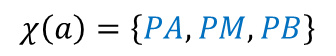 χ(a) = {PA, PM, PB}